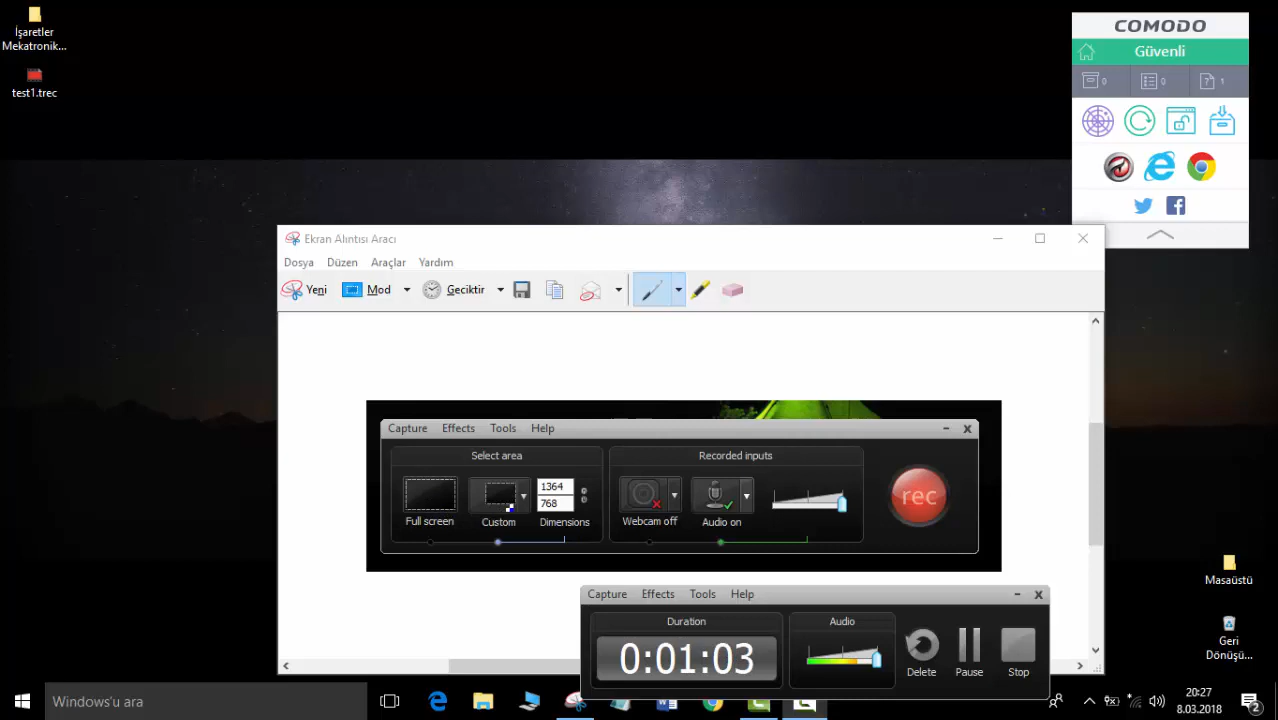 İşaretler
Mekatronik...
test1.trec
COMODO
Güvenli
0
0
? 1
Ekran Alıntısı Aracı
Dosya Düzen Araçlar Yardım
Yeni Mod Geciktir
Capture Effects Tools Help
Select area
Recorded inputs
1364
768
Full screen Custom Dimensions
Webcam off Audio on
rec
Capture Effects Tools Help
Duration
Audio
0:01:03
Delete Pause Stop
Masaüstü
Geri
Dönüşü...
Windows'u ara
20:27
8.03.2018
2